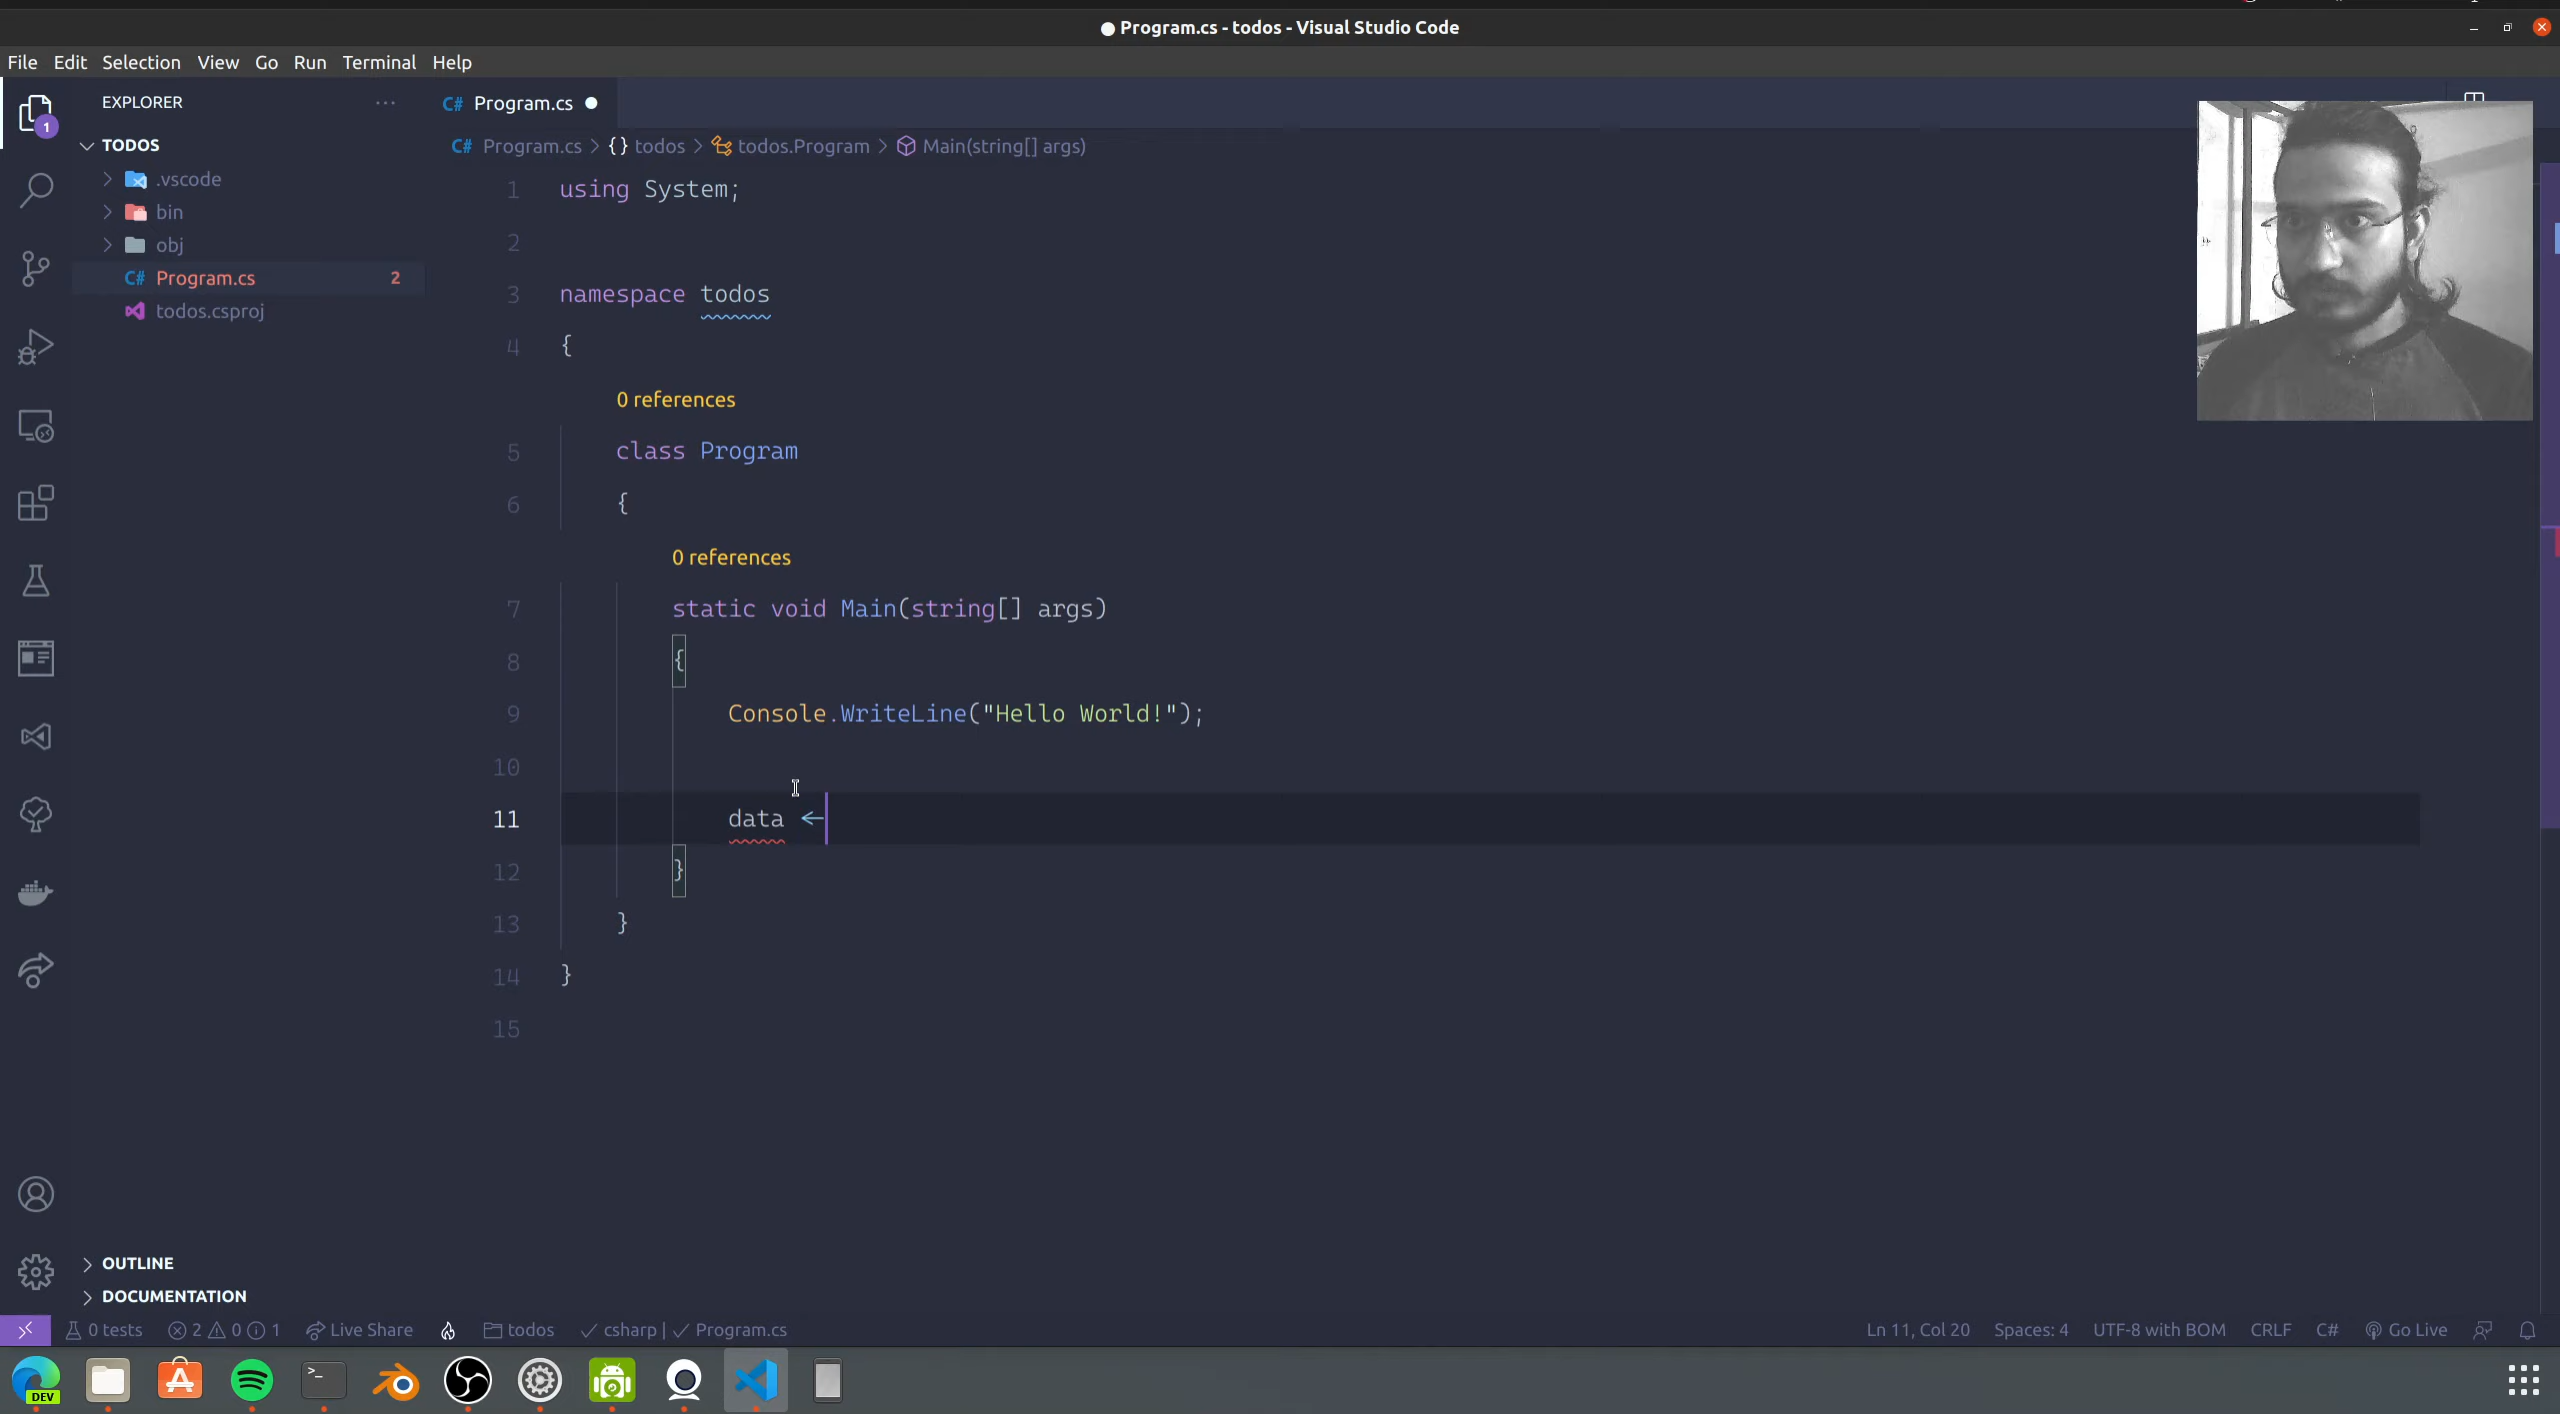 Program.cs - todos - Visual Studio Code
File Edit Selection View Go Run Terminal Help
EXPLORER ···
C# Program.cs
1
TODOS
C# Program.cs > {} todos > todos.Program > Main(string[] args)
.vscode
bin
obj
C# Program.cs 2
todos.csproj
1 using System;
2
3 namespace todos
4 {
0 references
5 class Program
6 {
0 references
7 static void Main(string[] args)
8 {
9 Console.WriteLine("Hello World!");
10
11 data ←
12 }
13 }
14 }
15
OUTLINE
DOCUMENTATION
0 tests 2 0 1 Live Share todos csharp | Program.cs Ln 11, Col 20 Spaces: 4 UTF-8 with BOM CRLF C# Go Live
DEV